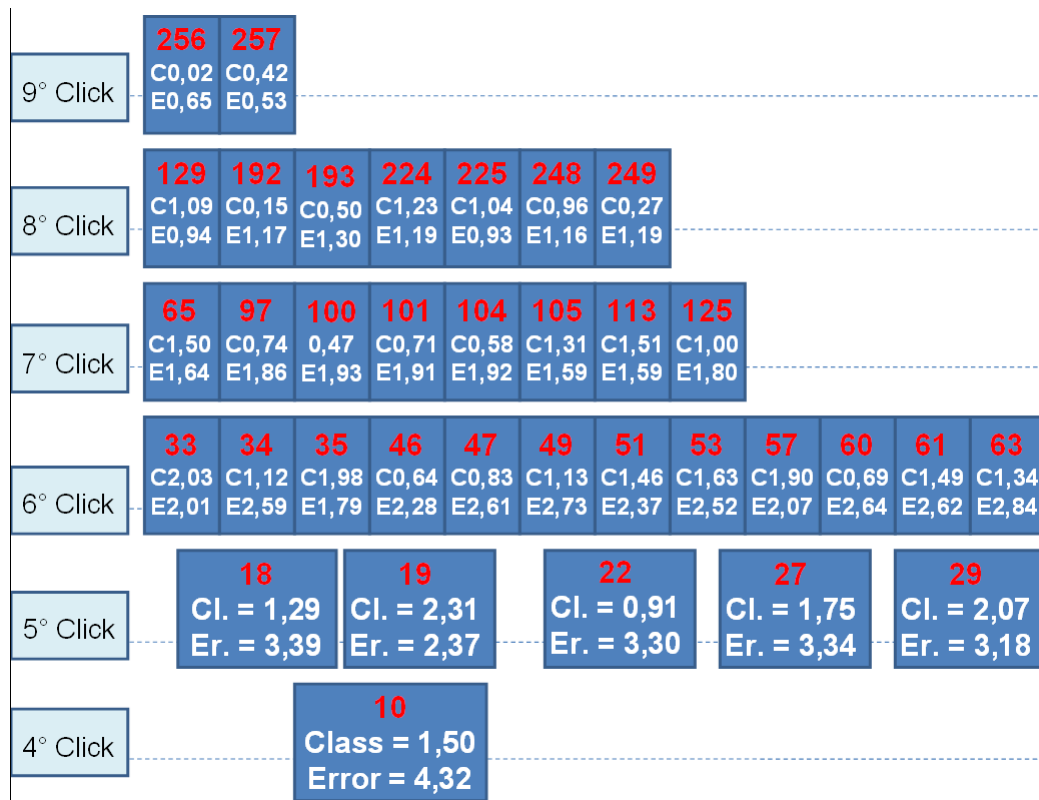 256 257
9° Click C0,02 C0,42
E0,65 E0,53
129 192 193 224 225 248 249
8° Click C1,09 C0,15 C0,50 C1,23 C1,04 C0,96 C0,27
E0,94 E1,17 E1,30 E1,19 E0,93 E1,16 E1,19
65 97 100 101 104 105 113 125
7° Click C1,50 C0,74 0,47 C0,71 C0,58 C1,31 C1,51 C1,00
E1,64 E1,86 E1,93 E1,91 E1,92 E1,59 E1,59 E1,80
33 34 35 46 47 49 51 53 57 60 61 63
6° Click C2,03 C1,12 C1,98 C0,64 C0,83 C1,13 C1,46 C1,63 C1,90 C0,69 C1,49 C1,34
E2,01 E2,59 E1,79 E2,28 E2,61 E2,73 E2,37 E2,52 E2,07 E2,64 E2,62 E2,84
18 19 22 27 29
5° Click Cl. = 1,29 Cl. = 2,31 Cl. = 0,91 Cl. = 1,75 Cl. = 2,07
Er. = 3,39 Er. = 2,37 Er. = 3,30 Er. = 3,34 Er. = 3,18
10
4° Click Class = 1,50
Error = 4,32